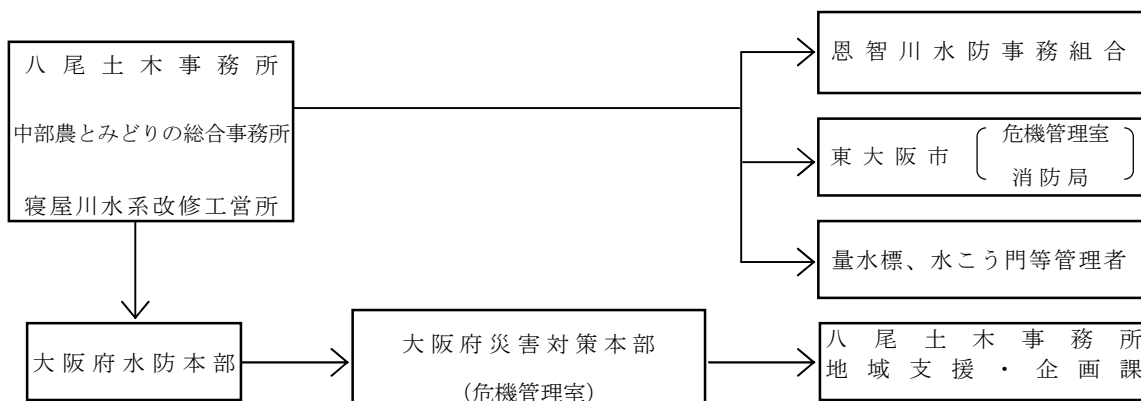 八尾土木事務所
中部農とみどりの総合事務所
寝屋川水系改修工営所
恩智川水防事務組合
東大阪市
危機管理室
消防局
量水標、水こう門等管理者
大阪府水防本部
大阪府災害対策本部
(危機管理室)
八尾土木事務所
地域支援・企画課